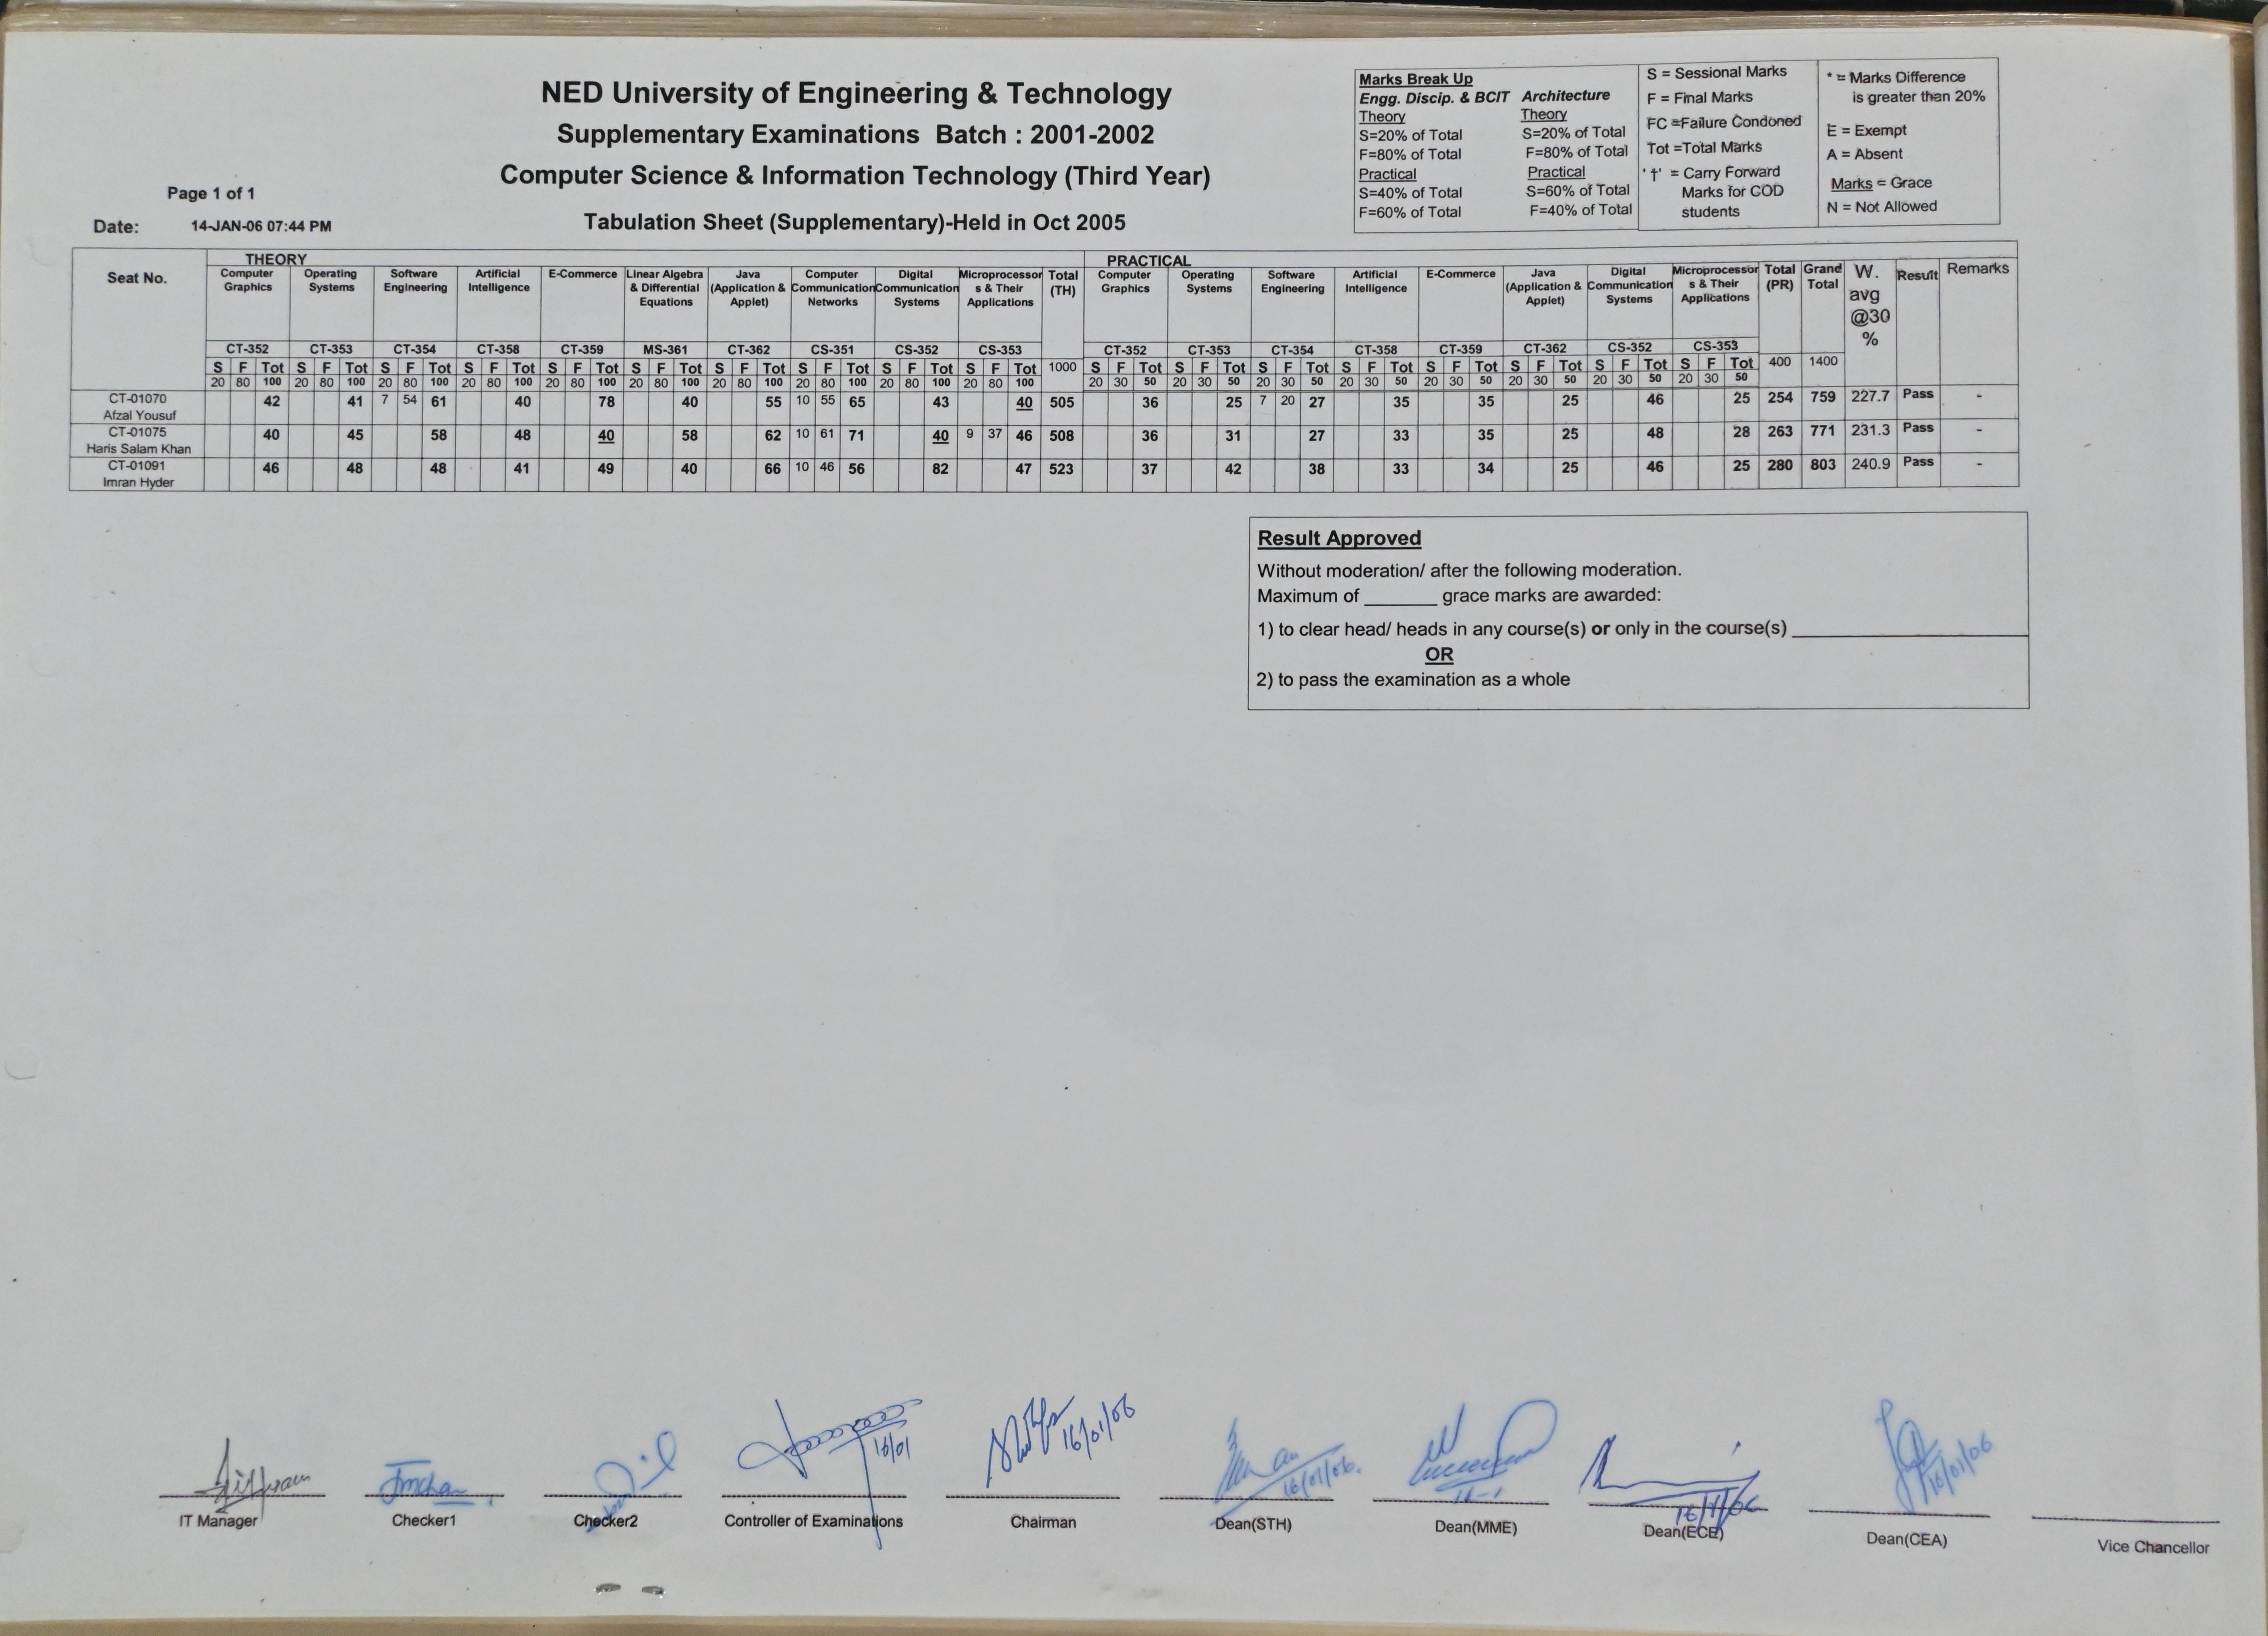 NED University of Engineering & Technology
Supplementary Examinations Batch : 2001-2002
Computer Science & Information Technology (Third Year)
Tabulation Sheet (Supplementary)-Held in Oct 2005
Page 1 of 1
Date: 14-JAN-06 07:44 PM
Marks Break Up
Engg. Discip. & BCIT Architecture
Theory Theory
S=20% of Total S=20% of Total
F=80% of Total F=80% of Total
Practical Practical
S=40% of Total S=60% of Total
F=60% of Total F=40% of Total
S = Sessional Marks
F = Final Marks
FC =Failure Condoned
Tot =Total Marks
'†' = Carry Forward
Marks for COD
students
* = Marks Difference
is greater than 20%
E = Exempt
A = Absent
Marks = Grace
N = Not Allowed
THEORY PRACTICAL
Seat No. Computer Graphics Operating Systems Software Engineering Artificial Intelligence E-Commerce Linear Algebra & Differential Equations Java (Application & Applet) Computer Communication Networks Digital Communication Systems Microprocessor s & Their Applications Total (TH) Computer Graphics Operating Systems Software Engineering Artificial Intelligence E-Commerce Java (Application & Applet) Digital Communication Systems Microprocessor s & Their Applications Total (PR) Grand Total W. avg @30 % Result Remarks
CT-352 CT-353 CT-354 CT-358 CT-359 MS-361 CT-362 CS-351 CS-352 CS-353 CT-352 CT-353 CT-354 CT-358 CT-359 CT-362 CS-352 CS-353
S F Tot S F Tot S F Tot S F Tot S F Tot S F Tot S F Tot S F Tot S F Tot S F Tot 1000 S F Tot S F Tot S F Tot S F Tot S F Tot S F Tot S F Tot S F Tot 400 1400
20 80 100 20 80 100 20 80 100 20 80 100 20 80 100 20 80 100 20 80 100 20 80 100 20 80 100 20 80 100 20 30 50 20 30 50 20 30 50 20 30 50 20 30 50 20 30 50 20 30 50 20 30 50
CT-01070 42 41 7 54 61 40 78 40 55 10 55 65 43 40 505 36 25 7 20 27 35 35 25 46 25 254 759 227.7 Pass -
Afzal Yousuf
CT-01075 40 45 58 48 40 58 62 10 61 71 40 9 37 46 508 36 31 27 33 35 25 48 28 263 771 231.3 Pass -
Haris Salam Khan
CT-01091 46 48 48 41 49 40 66 10 46 56 82 47 523 37 42 38 33 34 25 46 25 280 803 240.9 Pass -
Imran Hyder
Result Approved
Without moderation/ after the following moderation.
Maximum of ________ grace marks are awarded:
1) to clear head/ heads in any course(s) or only in the course(s) ________
OR
2) to pass the examination as a whole
16/01 16/01/06 16/01/06. 16/1/06 16/01/06
IT Manager Checker1 Checker2 Controller of Examinations Chairman Dean(STH) Dean(MME) Dean(ECE) Dean(CEA) Vice Chancellor